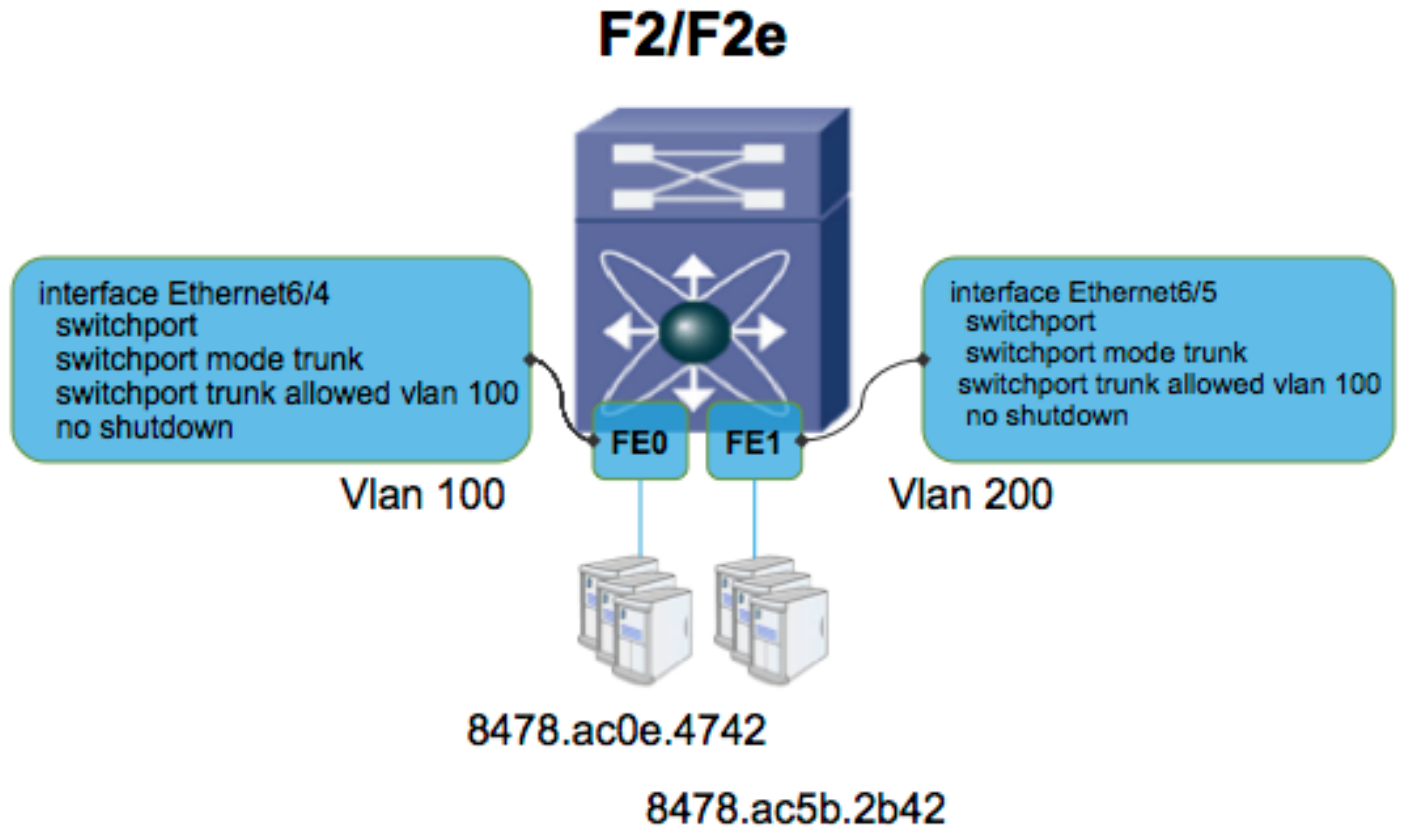 F2/F2e
interface Ethernet6/4
switchport
switchport mode trunk
switchport trunk allowed vlan 100
no shutdown
interface Ethernet6/5
switchport
switchport mode trunk
switchport trunk allowed vlan 100
no shutdown
FE0
FE1
Vlan 100
Vlan 200
8478.ac0e.4742
8478.ac5b.2b42